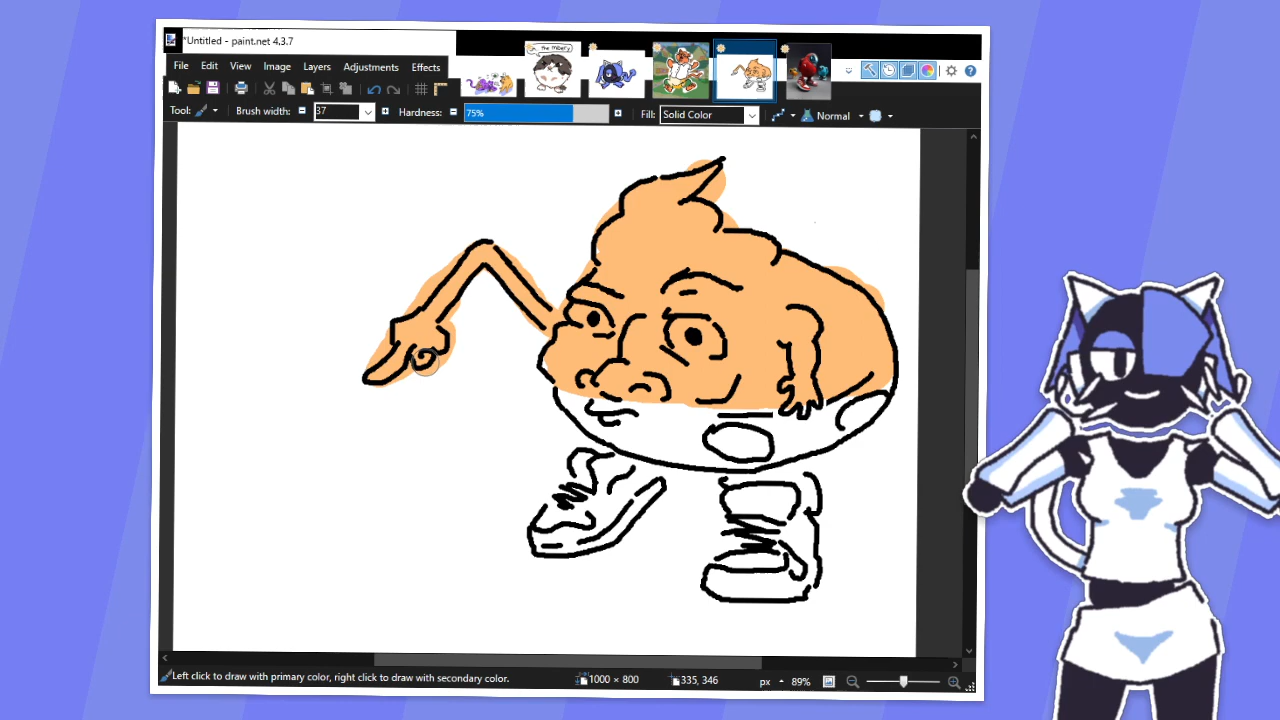 *Untitled - paint.net 4.3.7
the mitory
File Edit View Image Layers Adjustments Effects
Tool: Brush width: 37 Hardness: 75% Fill: Solid Color Normal
Left click to draw with primary color, right click to draw with secondary color. 1000 × 800 335, 346 px 89%